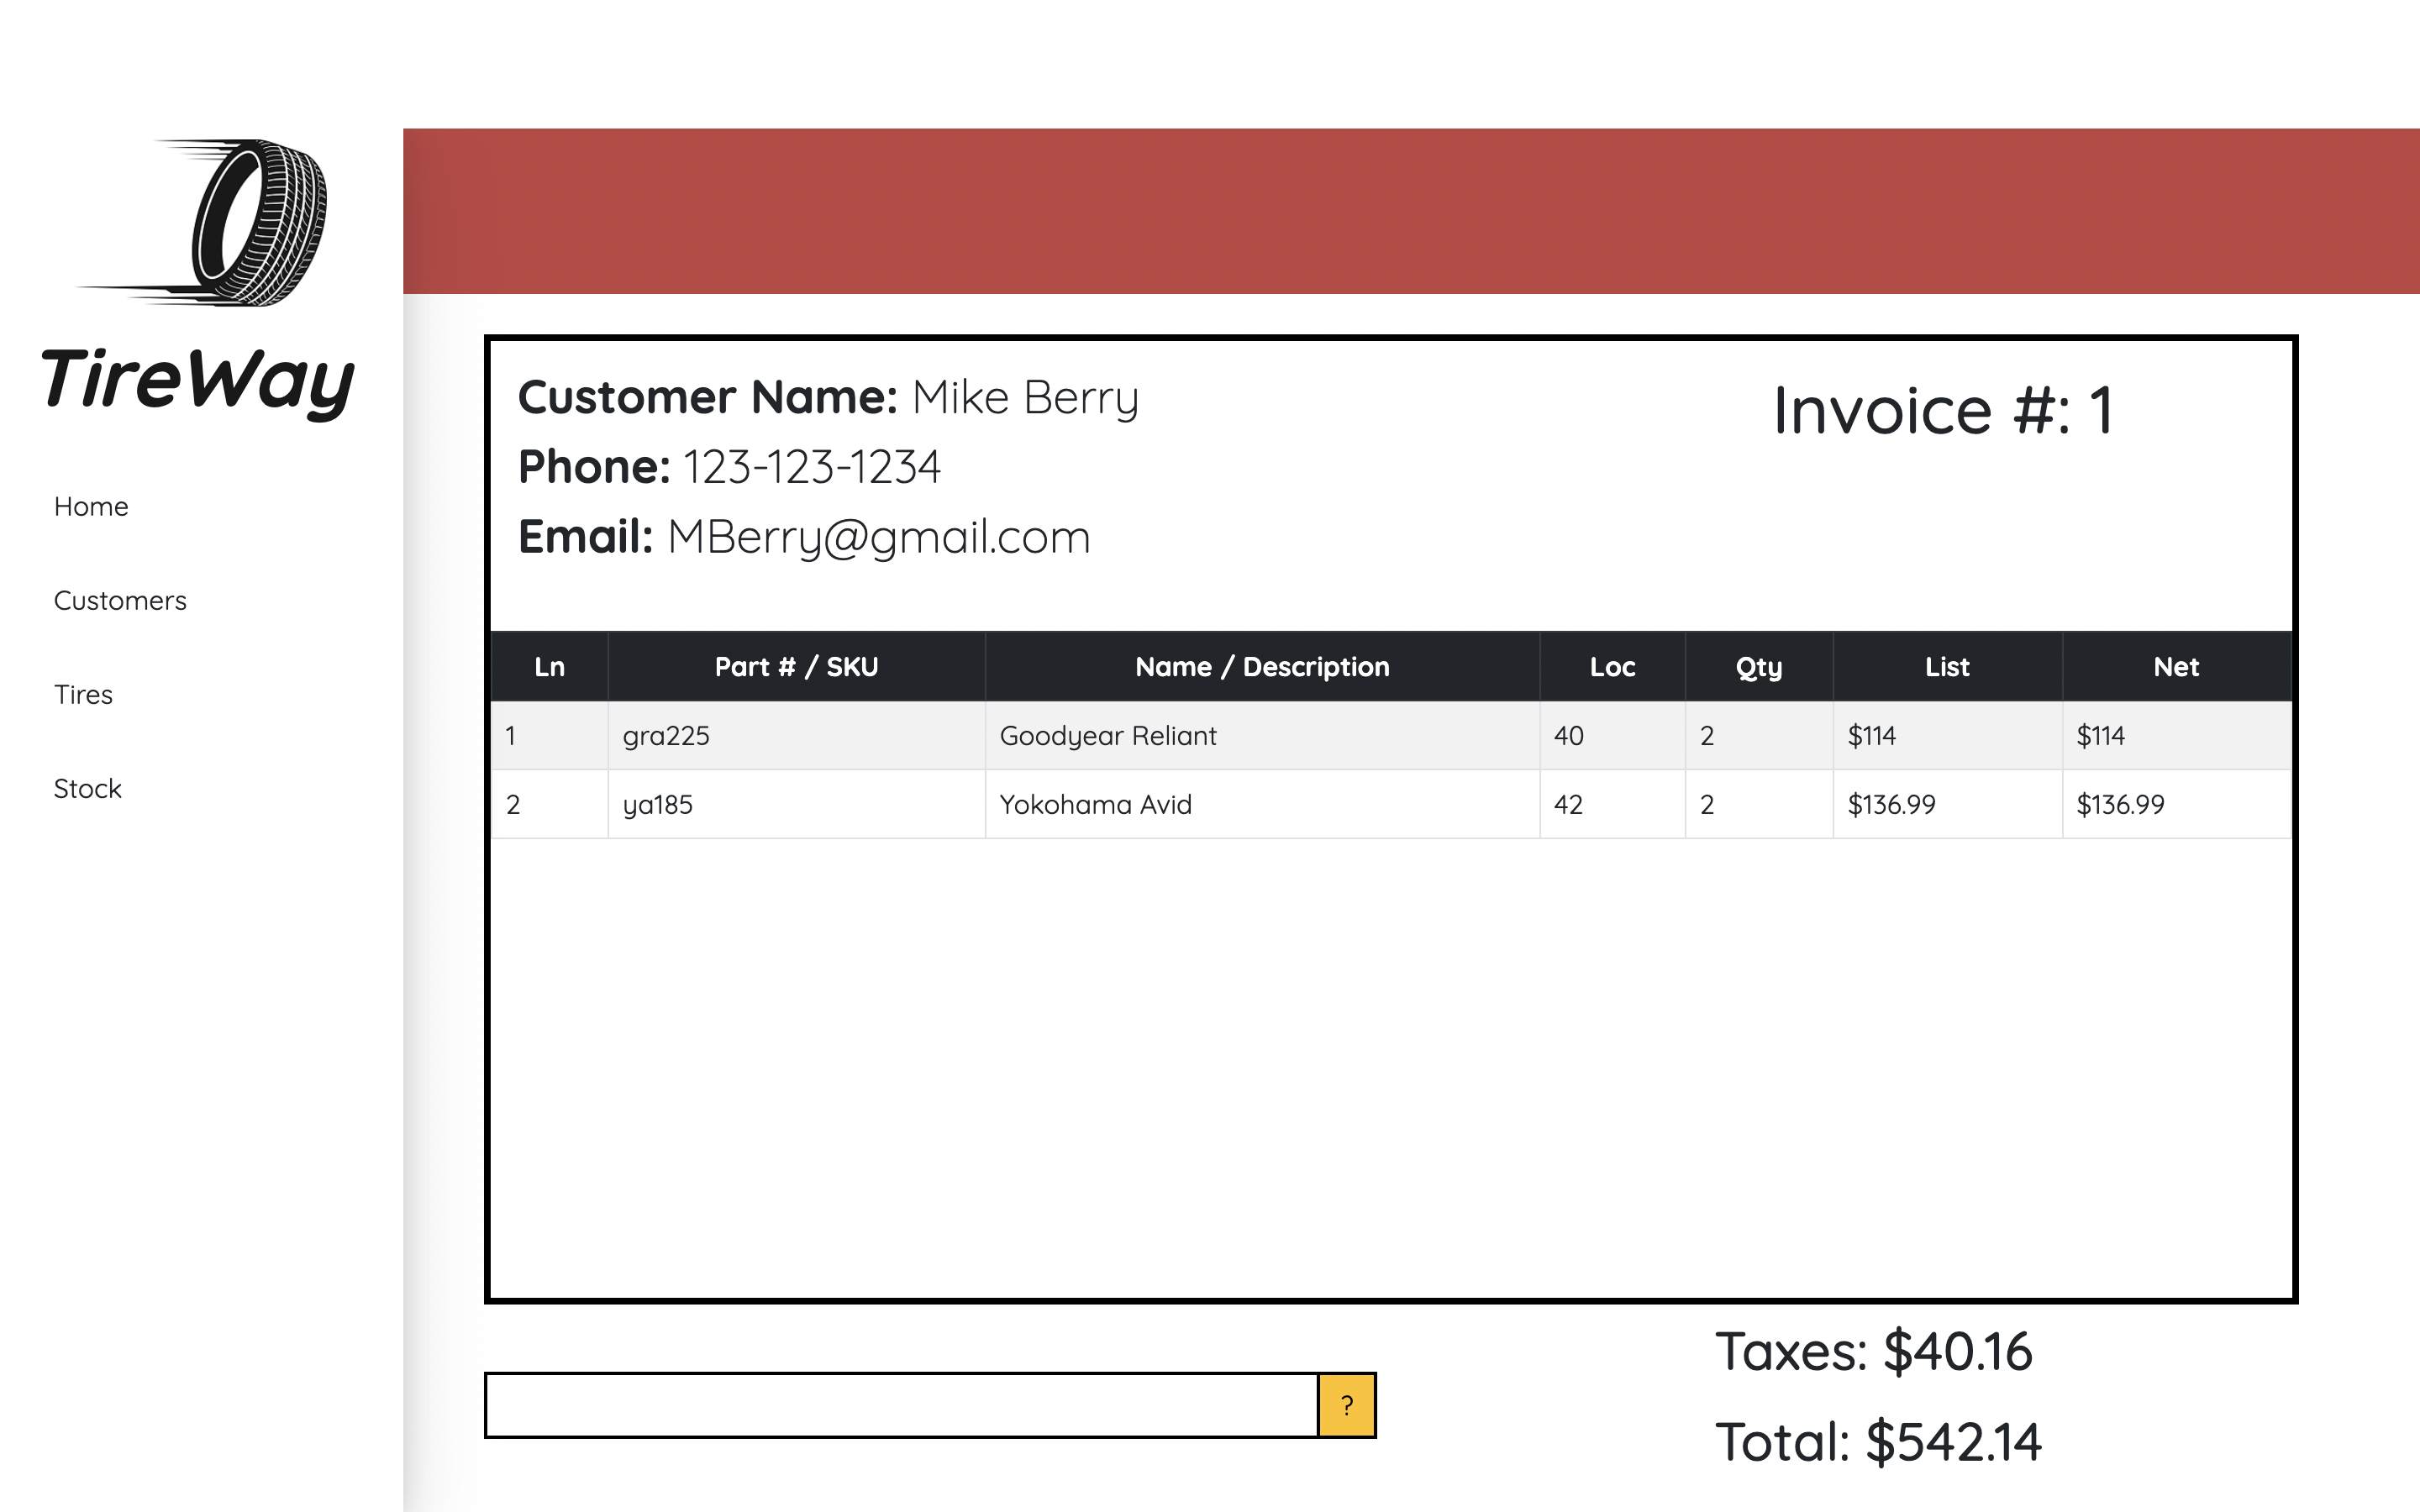 TireWay
Home
Customers
Tires
Stock
Customer Name: Mike Berry
Phone: 123-123-1234
Email: MBerry@gmail.com
Invoice #: 1
Ln Part # / SKU Name / Description Loc Qty List Net
1 gra225 Goodyear Reliant 40 2 $114 $114
2 ya185 Yokohama Avid 42 2 $136.99 $136.99
?
Taxes: $40.16
Total: $542.14